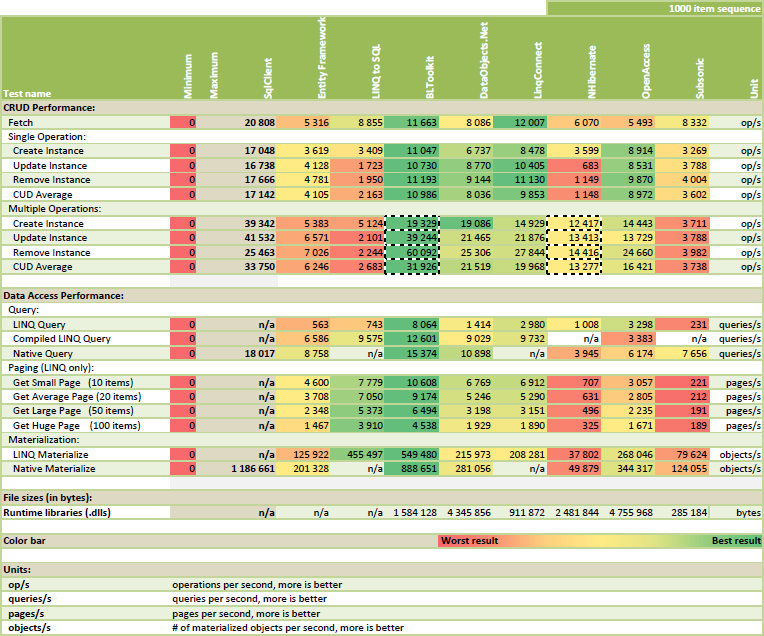 1000 item sequence
Test name Minimum Maximum SqlClient Entity Framework LINQ to SQL BLToolkit DataObjects.Net LinqConnect NHibernate OpenAccess Subsonic Unit
CRUD Performance:
Fetch 0 20 808 5 316 8 855 11 663 8 086 12 007 6 070 5 493 8 332 op/s
Single Operation:
Create Instance 0 17 048 3 619 3 409 11 047 6 737 8 478 3 599 8 914 3 269 op/s
Update Instance 0 16 738 4 128 1 723 10 730 8 770 10 405 683 8 531 3 788 op/s
Remove Instance 0 17 666 4 781 1 950 11 193 9 144 11 130 1 149 9 870 4 004 op/s
CUD Average 0 17 142 4 105 2 163 10 986 8 036 9 853 1 148 8 972 3 602 op/s
Multiple Operations:
Create Instance 0 39 342 5 383 5 124 19 329 19 086 14 929 12 417 14 443 3 711 op/s
Update Instance 0 41 532 6 571 2 101 39 244 21 465 21 876 13 413 13 729 3 788 op/s
Remove Instance 0 25 463 7 026 2 244 60 092 25 306 27 844 14 416 24 660 3 982 op/s
CUD Average 0 33 750 6 246 2 683 31 926 21 519 19 968 13 277 16 421 3 738 op/s
Data Access Performance:
Query:
LINQ Query 0 n/a 563 743 8 064 1 414 2 980 1 008 3 298 231 queries/s
Compiled LINQ Query 0 n/a 6 586 9 575 12 601 9 029 9 732 n/a 3 383 n/a queries/s
Native Query 0 18 017 8 758 n/a 15 374 10 898 n/a 3 945 6 174 7 656 queries/s
Paging (LINQ only):
Get Small Page (10 items) 0 n/a 4 600 7 779 10 608 6 769 6 912 707 3 057 221 pages/s
Get Average Page (20 items) 0 n/a 3 708 7 050 9 174 5 246 5 290 631 2 805 212 pages/s
Get Large Page (50 items) 0 n/a 2 348 5 373 6 494 3 198 3 151 496 2 235 191 pages/s
Get Huge Page (100 items) 0 n/a 1 467 3 910 4 538 1 929 1 890 325 1 671 189 pages/s
Materialization:
LINQ Materialize 0 n/a 125 922 455 497 549 480 215 973 208 281 37 802 268 046 79 624 objects/s
Native Materialize 0 1 186 661 201 328 n/a 888 651 281 056 n/a 49 879 344 317 124 055 objects/s
File sizes (in bytes):
Runtime libraries (.dlls) n/a n/a n/a 1 584 128 4 345 856 911 872 2 481 844 4 755 968 285 184 bytes
Color bar Worst result Best result
Units:
op/s operations per second, more is better
queries/s queries per second, more is better
pages/s pages per second, more is better
objects/s # of materialized objects per second, more is better